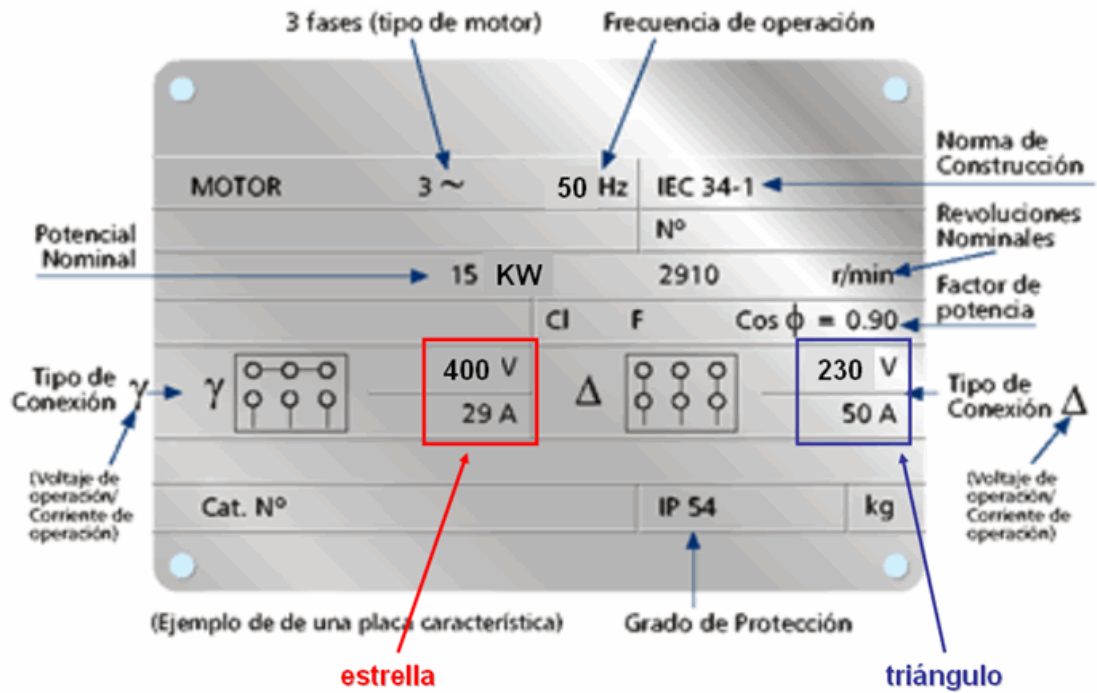 3 fases (tipo de motor)
Frecuencia de operación
Norma de
Construcción
MOTOR 3 ~ 50 Hz IEC 34-1
Nº
Revoluciones
Nominales
Potencial
Nominal
15 KW 2910 r/min
Factor de
potencia
Cl F Cos ϕ = 0.90
Tipo de
Conexión γ
γ
400 V
29 A
Δ
230 V
50 A
Tipo de
Conexión Δ
(Voltaje de
operación/
Corriente de
operación)
(Voltaje de
operación/
Corriente de
operación)
Cat. Nº IP 54 kg
(Ejemplo de de una placa característica)
Grado de Protección
estrella
triángulo